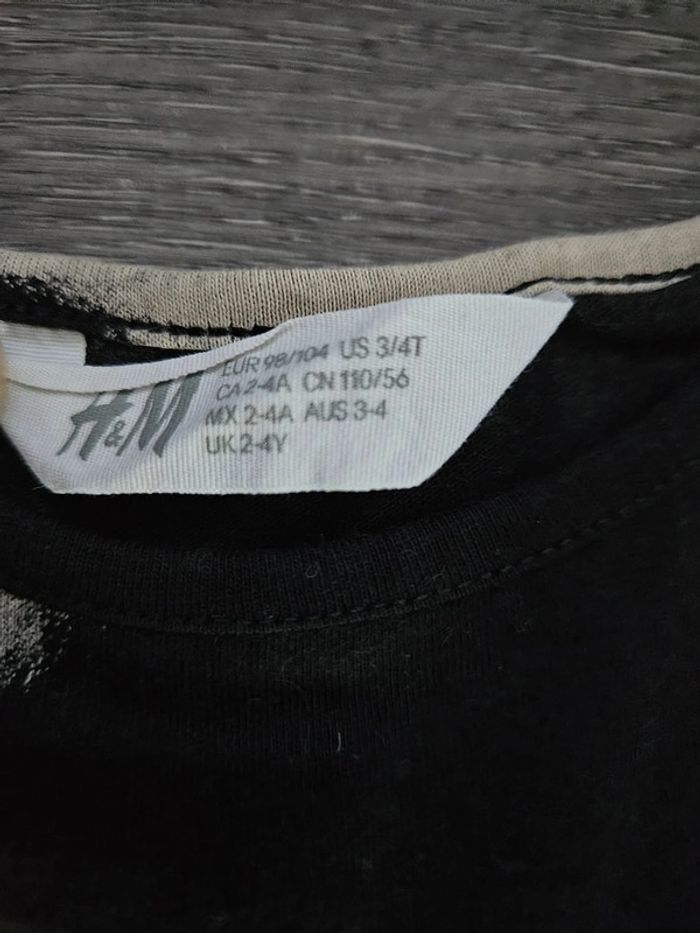 H&M
EUR 98/104 US 3/4T
CA 2-4A CN 110/56
MX 2-4A AUS 3-4
UK 2-4Y